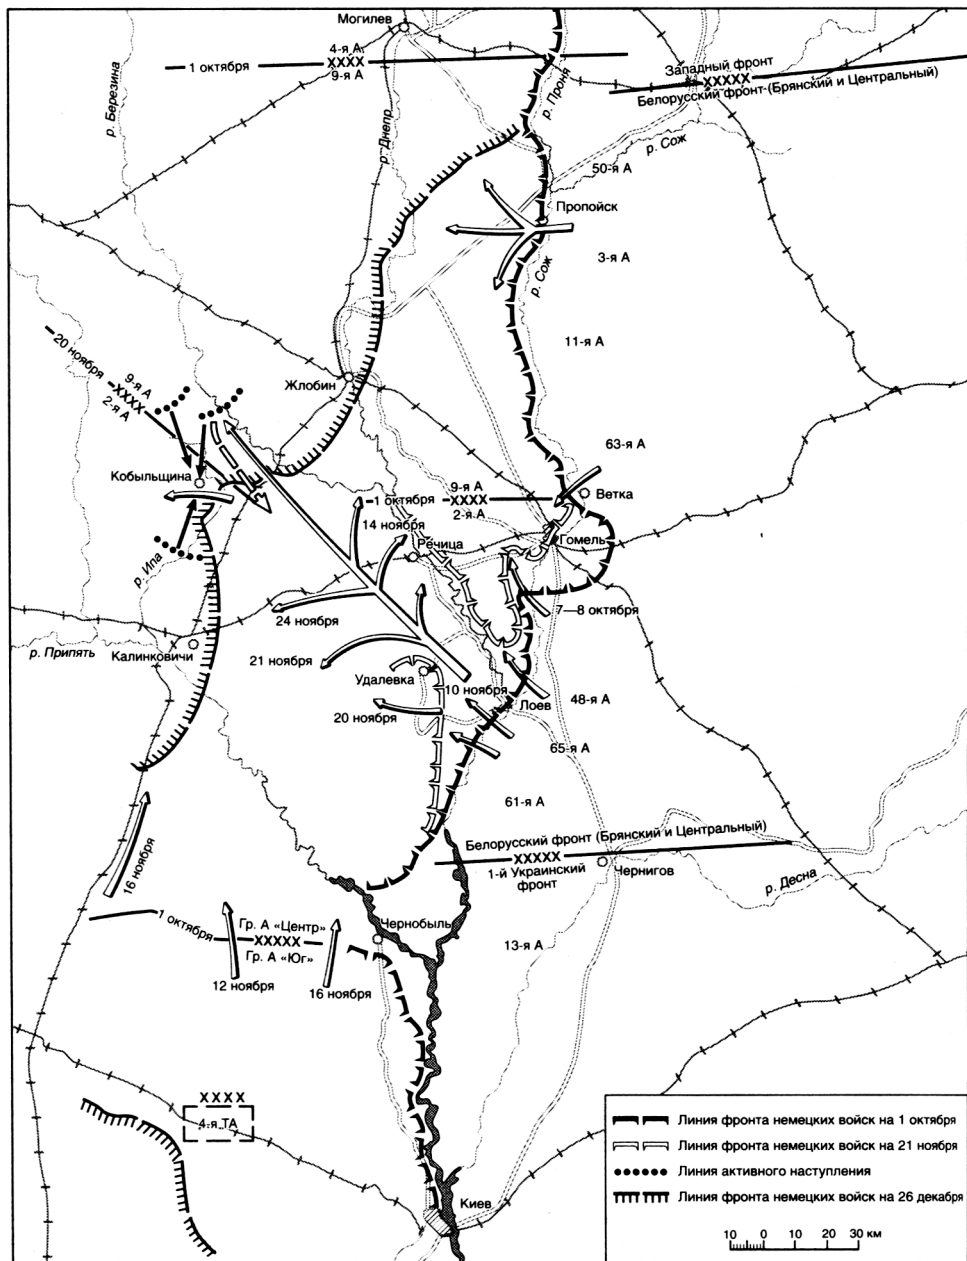 Могилев
4-я А
1 октября
XXXX
9-я А
Западный фронт
XXXXX
Белорусский фронт (Брянский и Центральный)
р. Березина
р. Днепр
р. Проня
р. Сож
50-я А
Пропойск
3-я А
р. Сож
11-я А
20 ноября
9-я А
XXXX
2-я А
Жлобин
63-я А
Кобыльщина
9-я А
1 октября
XXXX
2-я А
Ветка
14 ноября
Речица
Гомель
р. Ипа
7—8 октября
24 ноября
р. Припять
Калинковичи
21 ноября
Удалевка
10 ноября
48-я А
Лоев
20 ноября
65-я А
61-я А
Белорусский фронт (Брянский и Центральный)
XXXXX
1-й Украинский
фронт
Чернигов
р. Десна
16 ноября
1 октября
Гр. А «Центр»
XXXXX
Гр. А «Юг»
Чернобыль
13-я А
12 ноября
16 ноября
XXXX
4-я ТА
Киев
Линия фронта немецких войск на 1 октября
Линия фронта немецких войск на 21 ноября
Линия активного наступления
Линия фронта немецких войск на 26 декабря
10 0 10 20 30 км